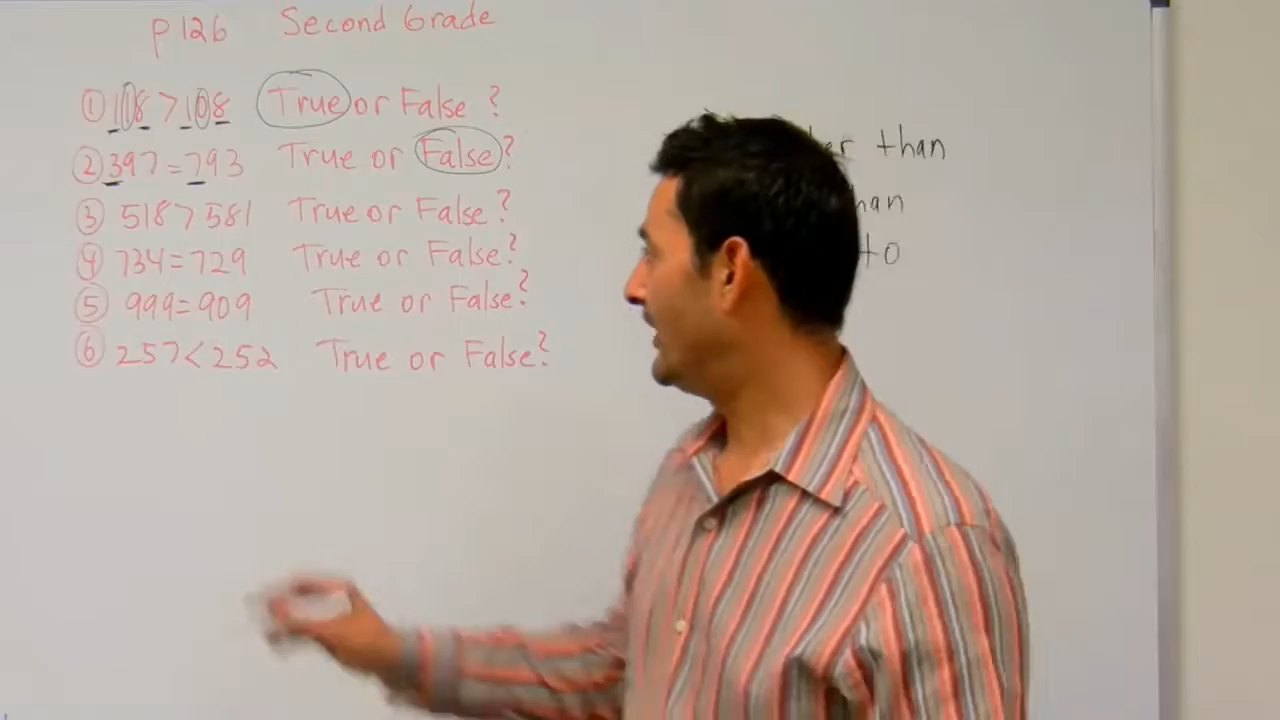 p126 Second Grade
① 118 > 108 True or False ?
② 397 = 793 True or False ?
③ 518 > 581 True or False ?
④ 734 = 729 True or False ?
⑤ 999 = 909 True or False ?
⑥ 257 < 252 True or False ?
than
to